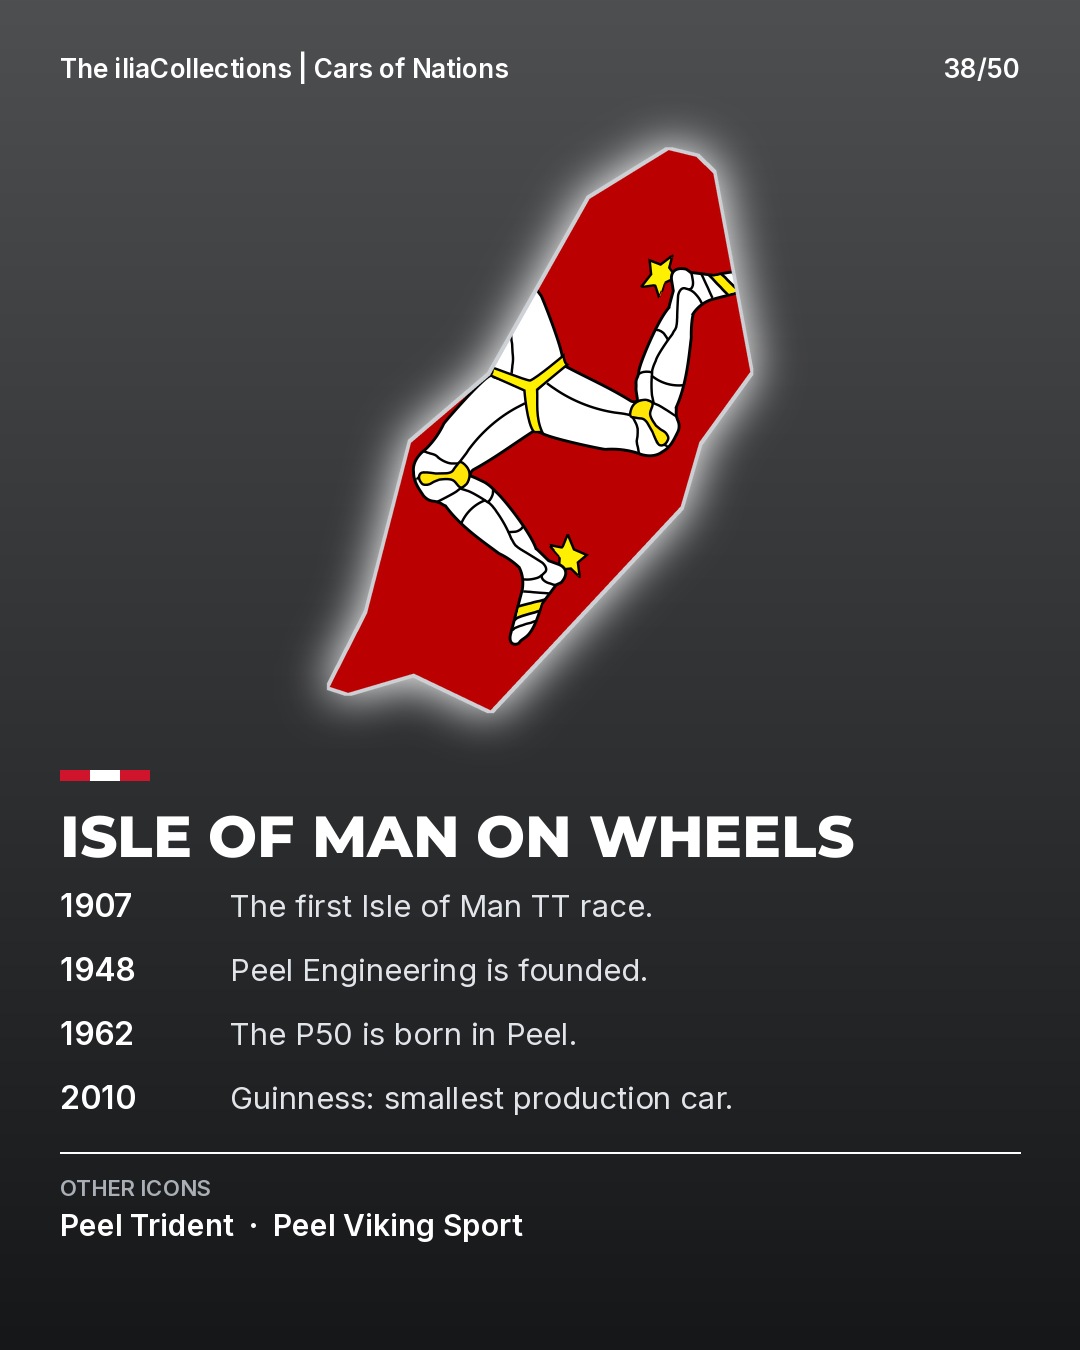 The iliaCollections | Cars of Nations 38/50
ISLE OF MAN ON WHEELS
1907 The first Isle of Man TT race.
1948 Peel Engineering is founded.
1962 The P50 is born in Peel.
2010 Guinness: smallest production car.
OTHER ICONS
Peel Trident · Peel Viking Sport